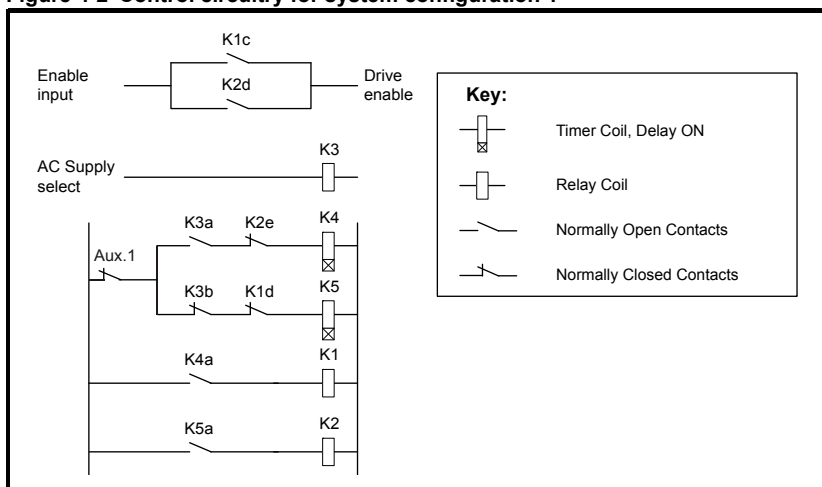 Figure 4-2 Control circuitry for system configuration 1
K1c
Enable
input
K2d
Drive
enable
AC Supply
select
K3
Aux.1
K3a
K2e
K4
K3b
K1d
K5
K4a
K1
K5a
K2
Key:
Timer Coil, Delay ON
Relay Coil
Normally Open Contacts
Normally Closed Contacts